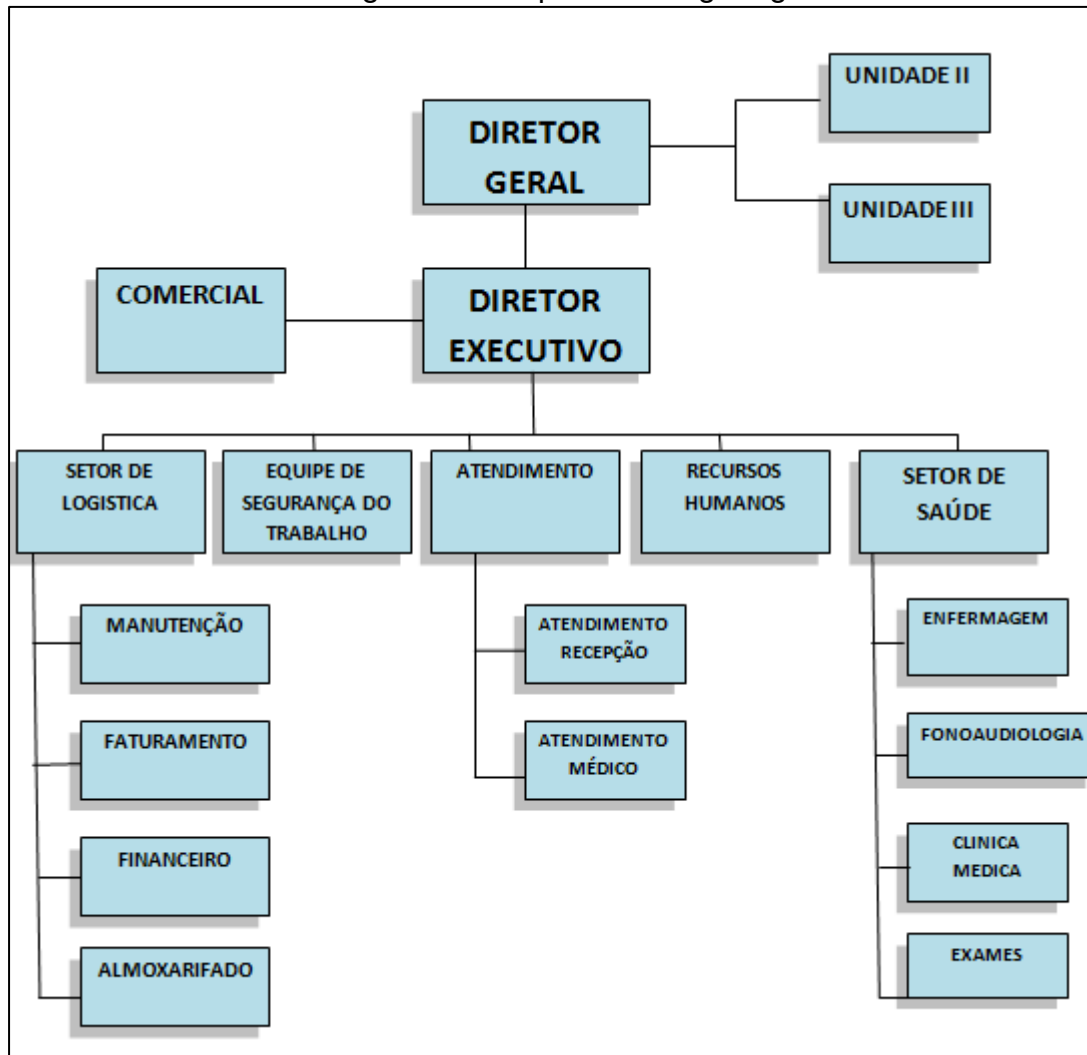 UNIDADE II
DIRETOR
GERAL
UNIDADE III
COMERCIAL
DIRETOR
EXECUTIVO
SETOR DE
LOGISTICA
EQUIPE DE
SEGURANÇA DO
TRABALHO
ATENDIMENTO
RECURSOS
HUMANOS
SETOR DE
SAÚDE
MANUTENÇÃO
FATURAMENTO
FINANCEIRO
ALMOXARIFADO
ATENDIMENTO
RECEPÇÃO
ATENDIMENTO
MÉDICO
ENFERMAGEM
FONOAUDIOLOGIA
CLINICA
MEDICA
EXAMES